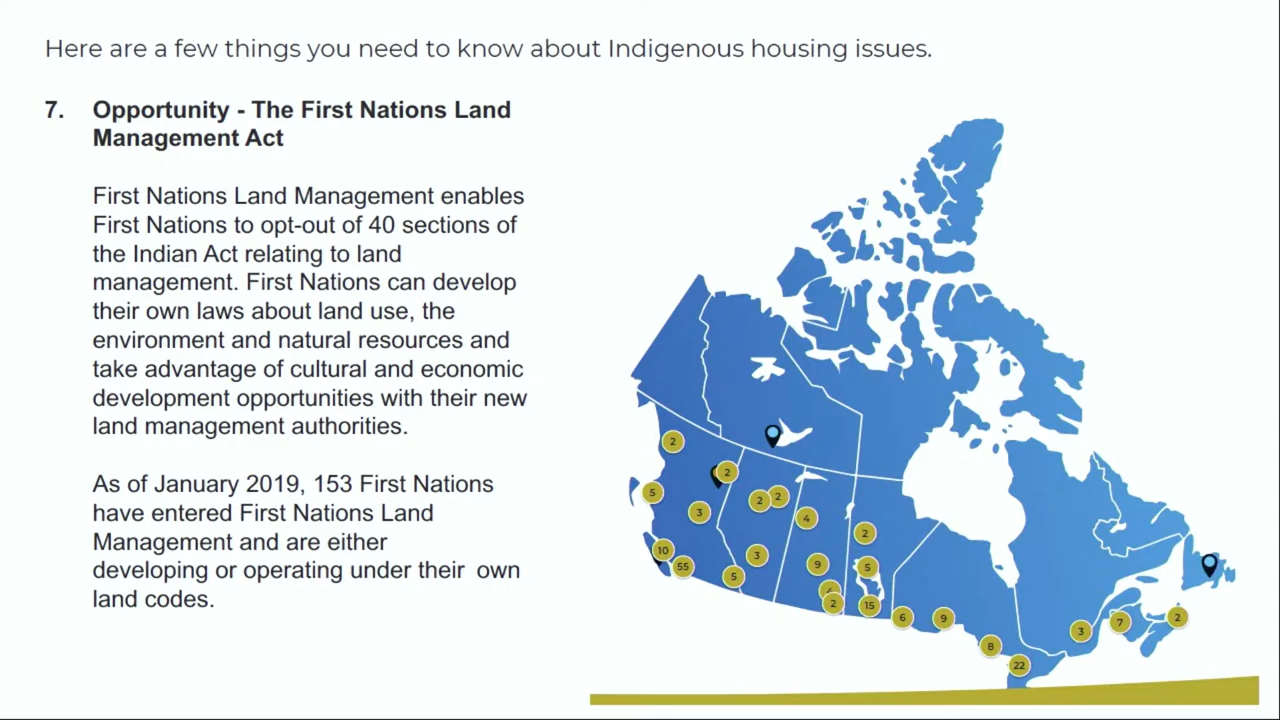 Here are a few things you need to know about Indigenous housing issues.
7. Opportunity - The First Nations Land
Management Act
First Nations Land Management enables
First Nations to opt-out of 40 sections of
the Indian Act relating to land
management. First Nations can develop
their own laws about land use, the
environment and natural resources and
take advantage of cultural and economic
development opportunities with their new
land management authorities.
As of January 2019, 153 First Nations
have entered First Nations Land
Management and are either
developing or operating under their own
land codes.
2
2
5
2
2
3
4
2
10
3
55
9
5
5
2
15
6
9
3
7
2
8
22